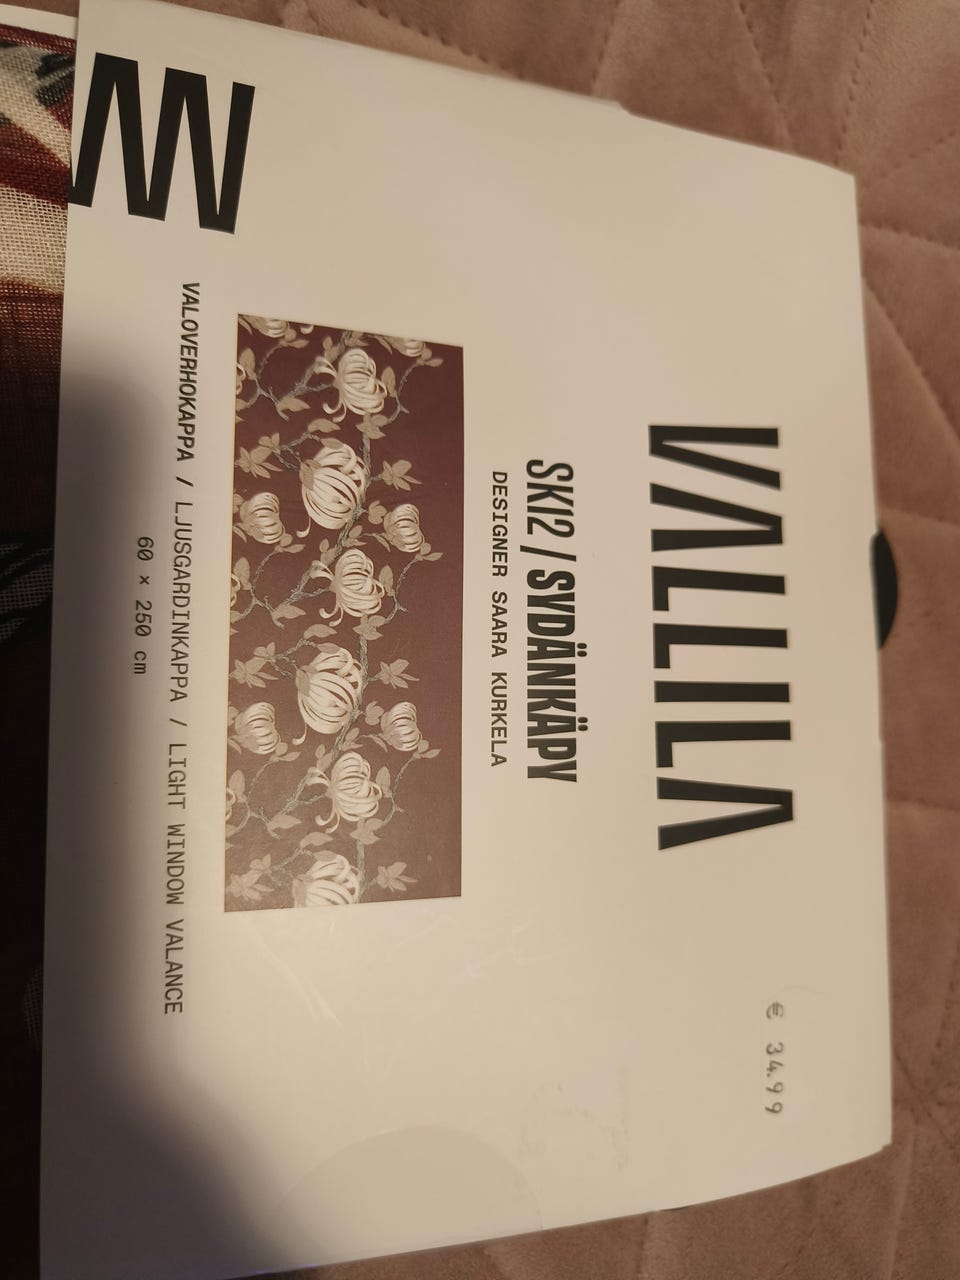 € 34.99
VALLILA
SKI2 / SYDÄNKÄPY
DESIGNER SAARA KURKELA
VALOVERHOKAPPA / LJUSGARDINKAPPA / LIGHT WINDOW VALANCE
60 × 250 cm